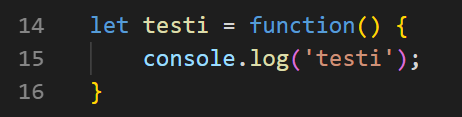 14 let testi = function() {
15     console.log('testi');
16 }